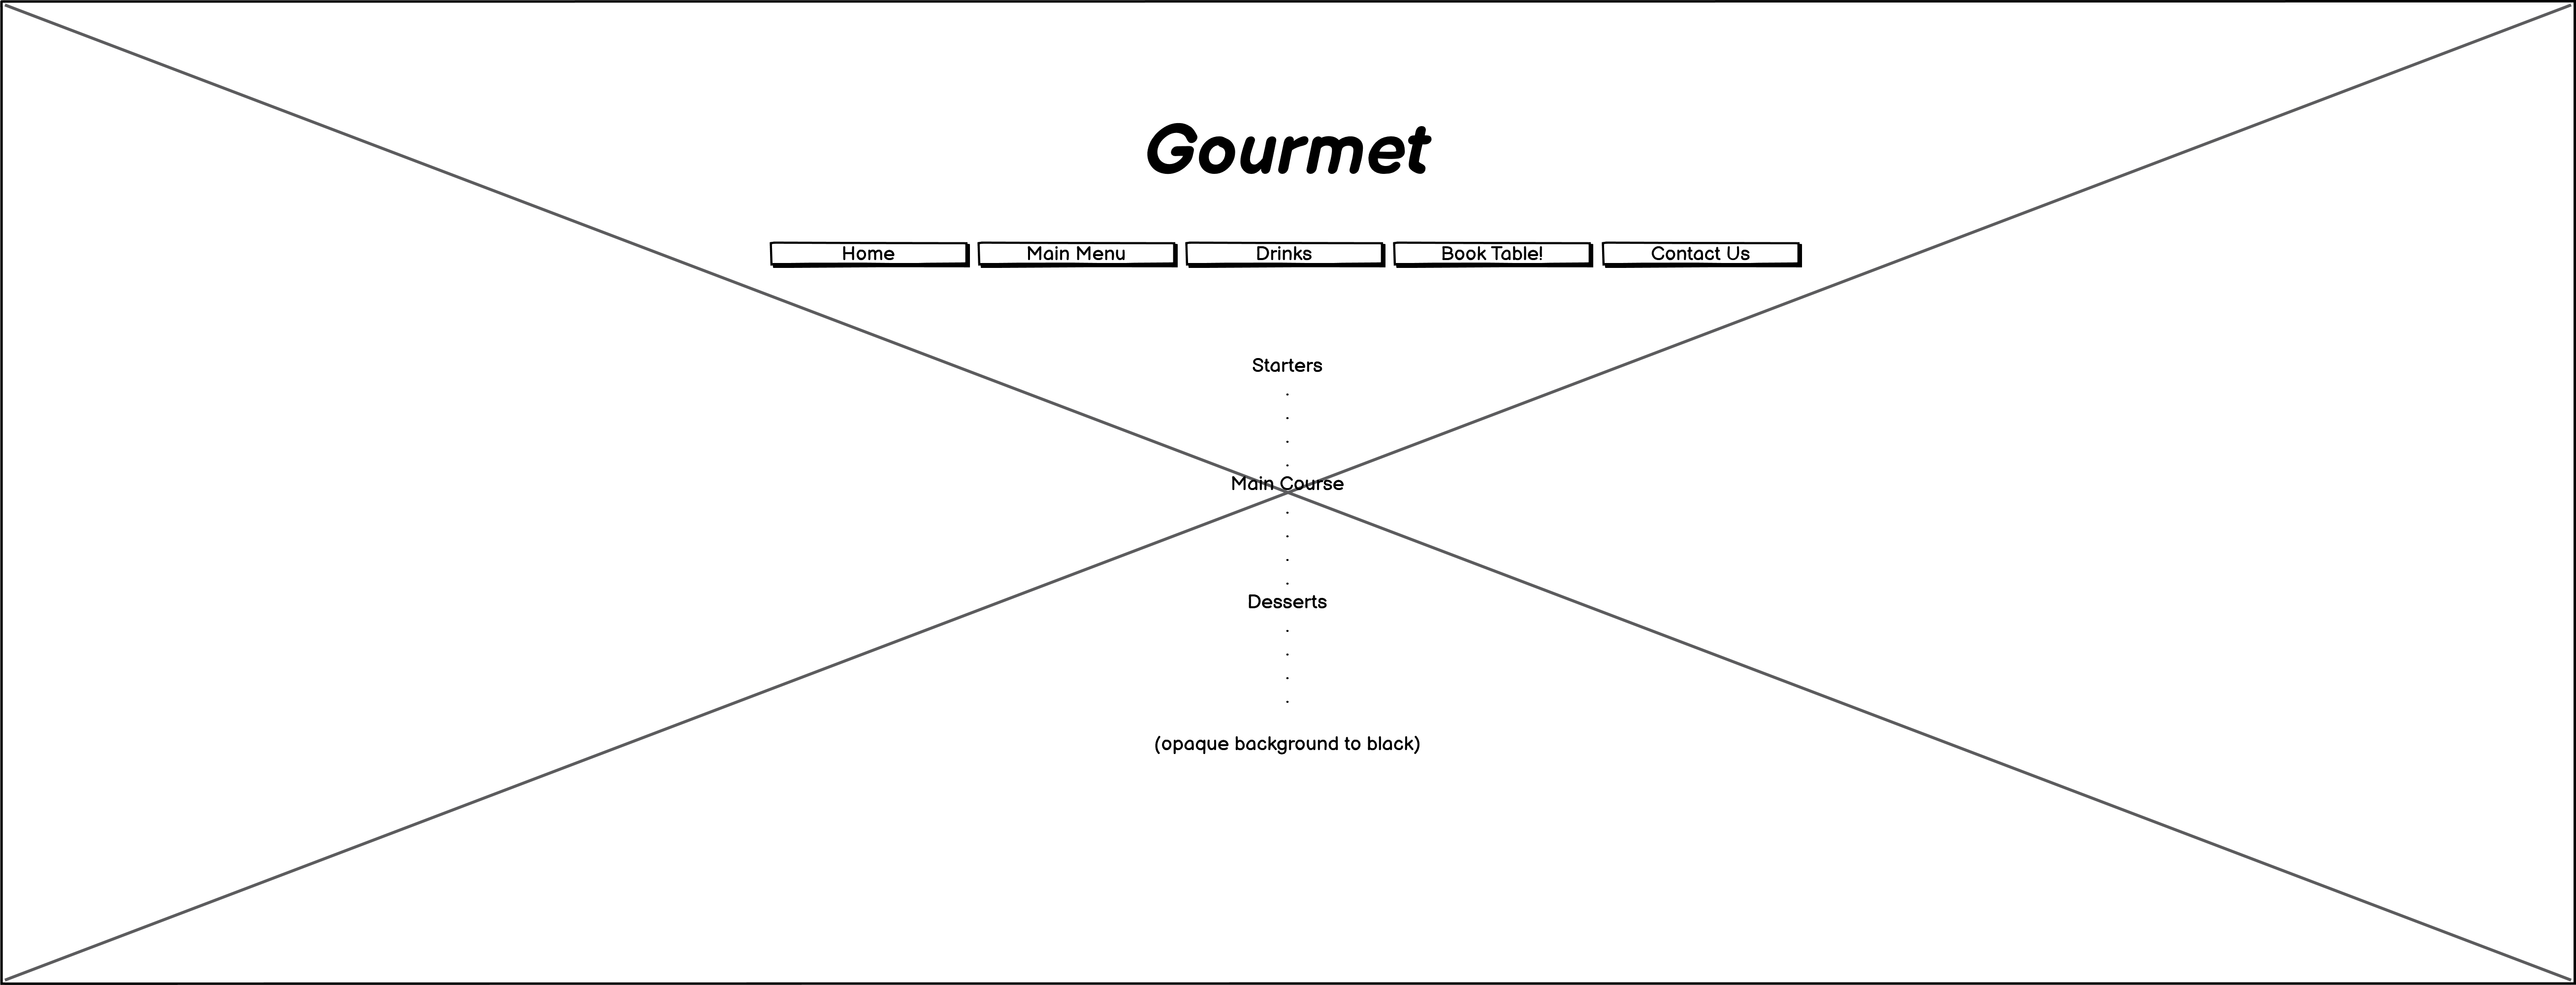 Gourmet
Home Main Menu Drinks Book Table! Contact Us
Starters
.
.
.
.
Main Course
.
.
.
.
Desserts
.
.
.
.
(opaque background to black)